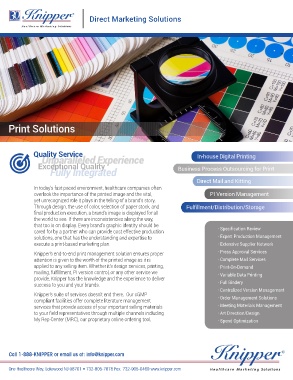 Knipper®
Healthcare Marketing Solutions
Direct Marketing Solutions
Print Solutions
Quality Service
Unparalleled Experience
Exceptional Quality
Fully Integrated
In-house Digital Printing
Business Process Outsourcing for Print
Direct Mail and Kitting
PI Version Management
Fulfillment/Distribution/Storage
In today's fast paced environment, healthcare companies often
overlook the importance of the printed image and the vital,
yet unrecognized role it plays in the telling of a brand's story.
Through design, the use of color, selection of paper stock, and
final production execution, a brand's image is displayed for all
the world to see. If there are inconsistencies along the way,
that too is on display. Every brand's graphic identity should be
cared for by a partner who can provide cost effective production
solutions, one that has the understanding and expertise to
execute a print based marketing plan.
Knipper's end-to-end print management solution ensures proper
attention is given to the worth of the printed image as it is
applied to any selling item. Whether it's design services, printing,
mailing, fulfillment, PI version control, or any other service we
provide, Knipper has the knowledge and the experience to deliver
success to you and your brands.
Knipper's suite of services doesn't end there. Our cGMP
compliant facilities offer complete literature management
services that provide access of your important selling materials
to your field representatives through multiple channels including
My Rep-Center (MRC), our proprietary online ordering tool.
· Specification Review
· Expert Production Management
· Extensive Supplier Network
· Press Approval Services
· Complete Mail Services
· Print-On-Demand
· Variable Data Printing
· Full Bindery
· Centralized Version Management
· Order Management Solutions
· Meeting Materials Management
· Art Direction/Design
· Spend Optimization
Call 1-888-KNIPPER or email us at: info@knipper.com
One Healthcare Way, Lakewood NJ 08701 • 732-905-7878
www.knipper.com
Knipper®
Healthcare Marketing Solutions